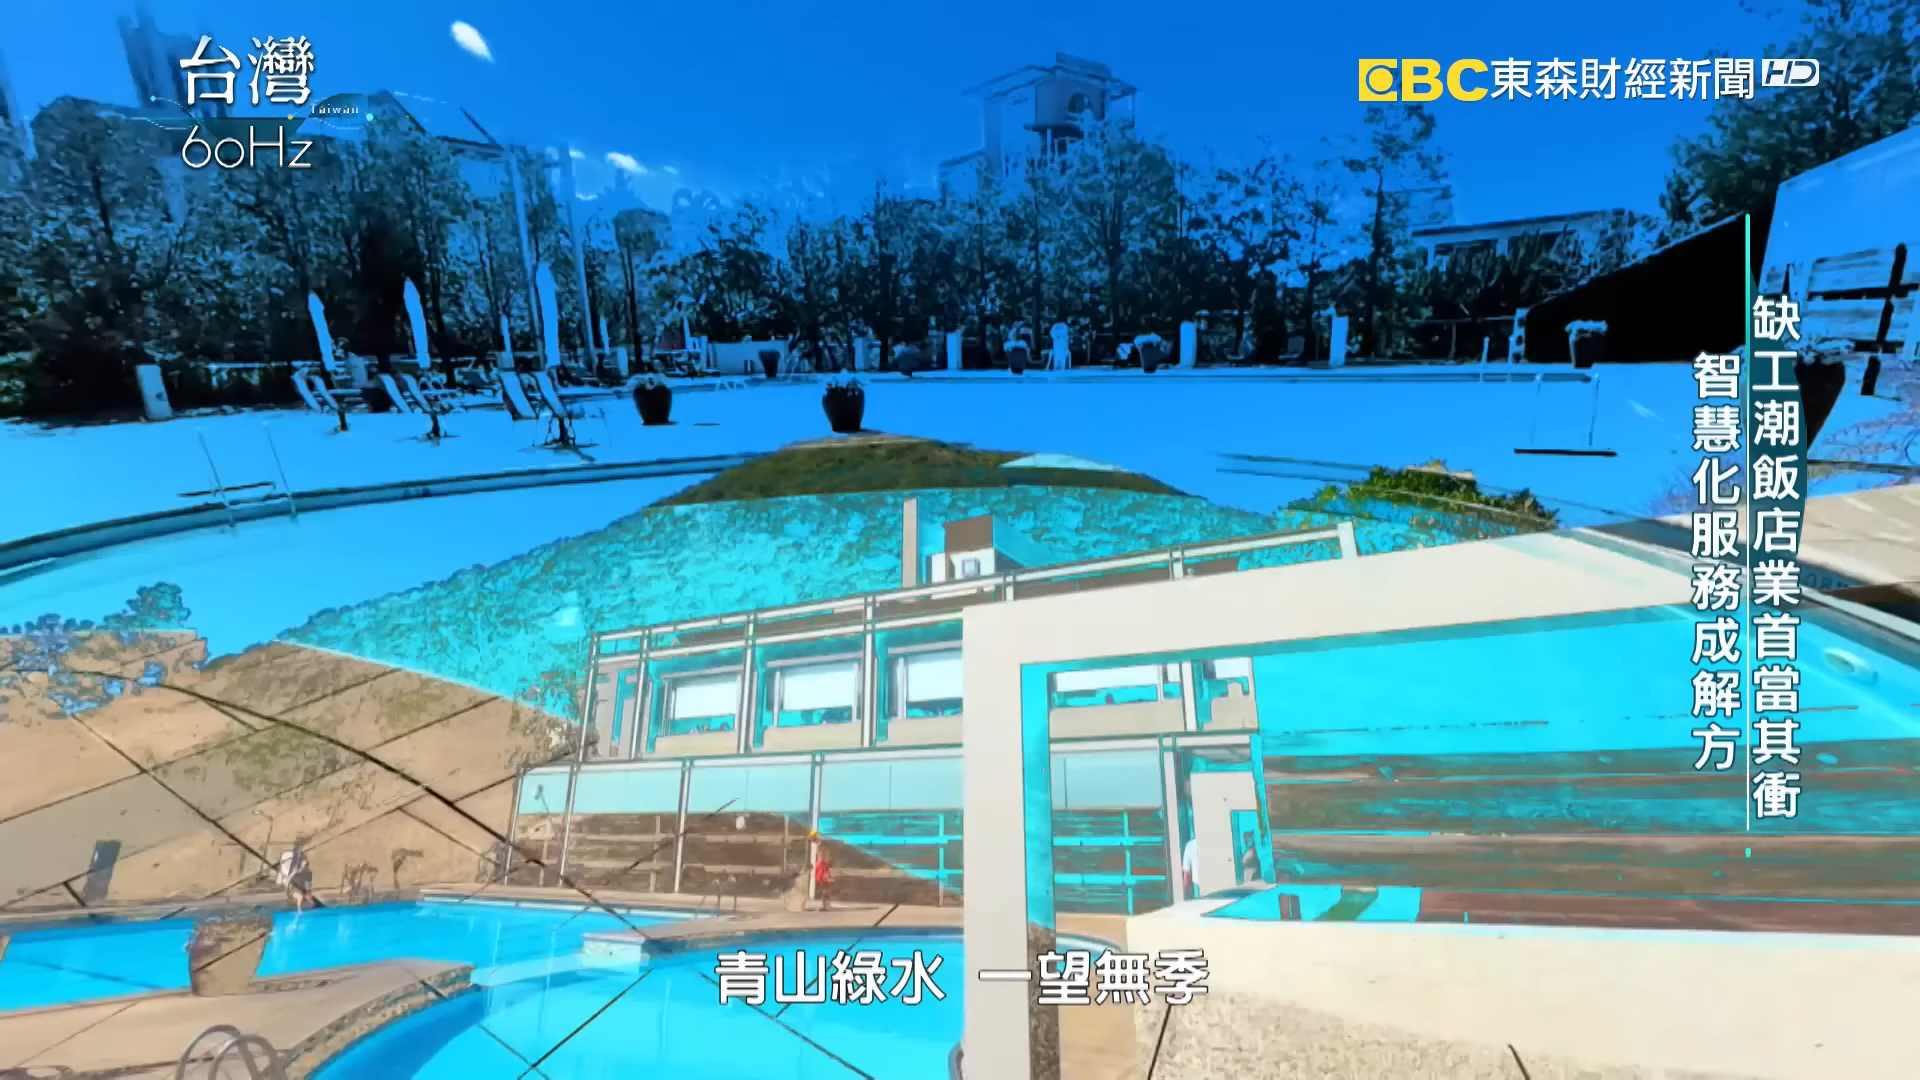 台灣
Taiwan
60Hz
EBC東森財經新聞HD
缺工潮飯店業首當其衝
智慧化服務成解方
青山綠水 一望無季